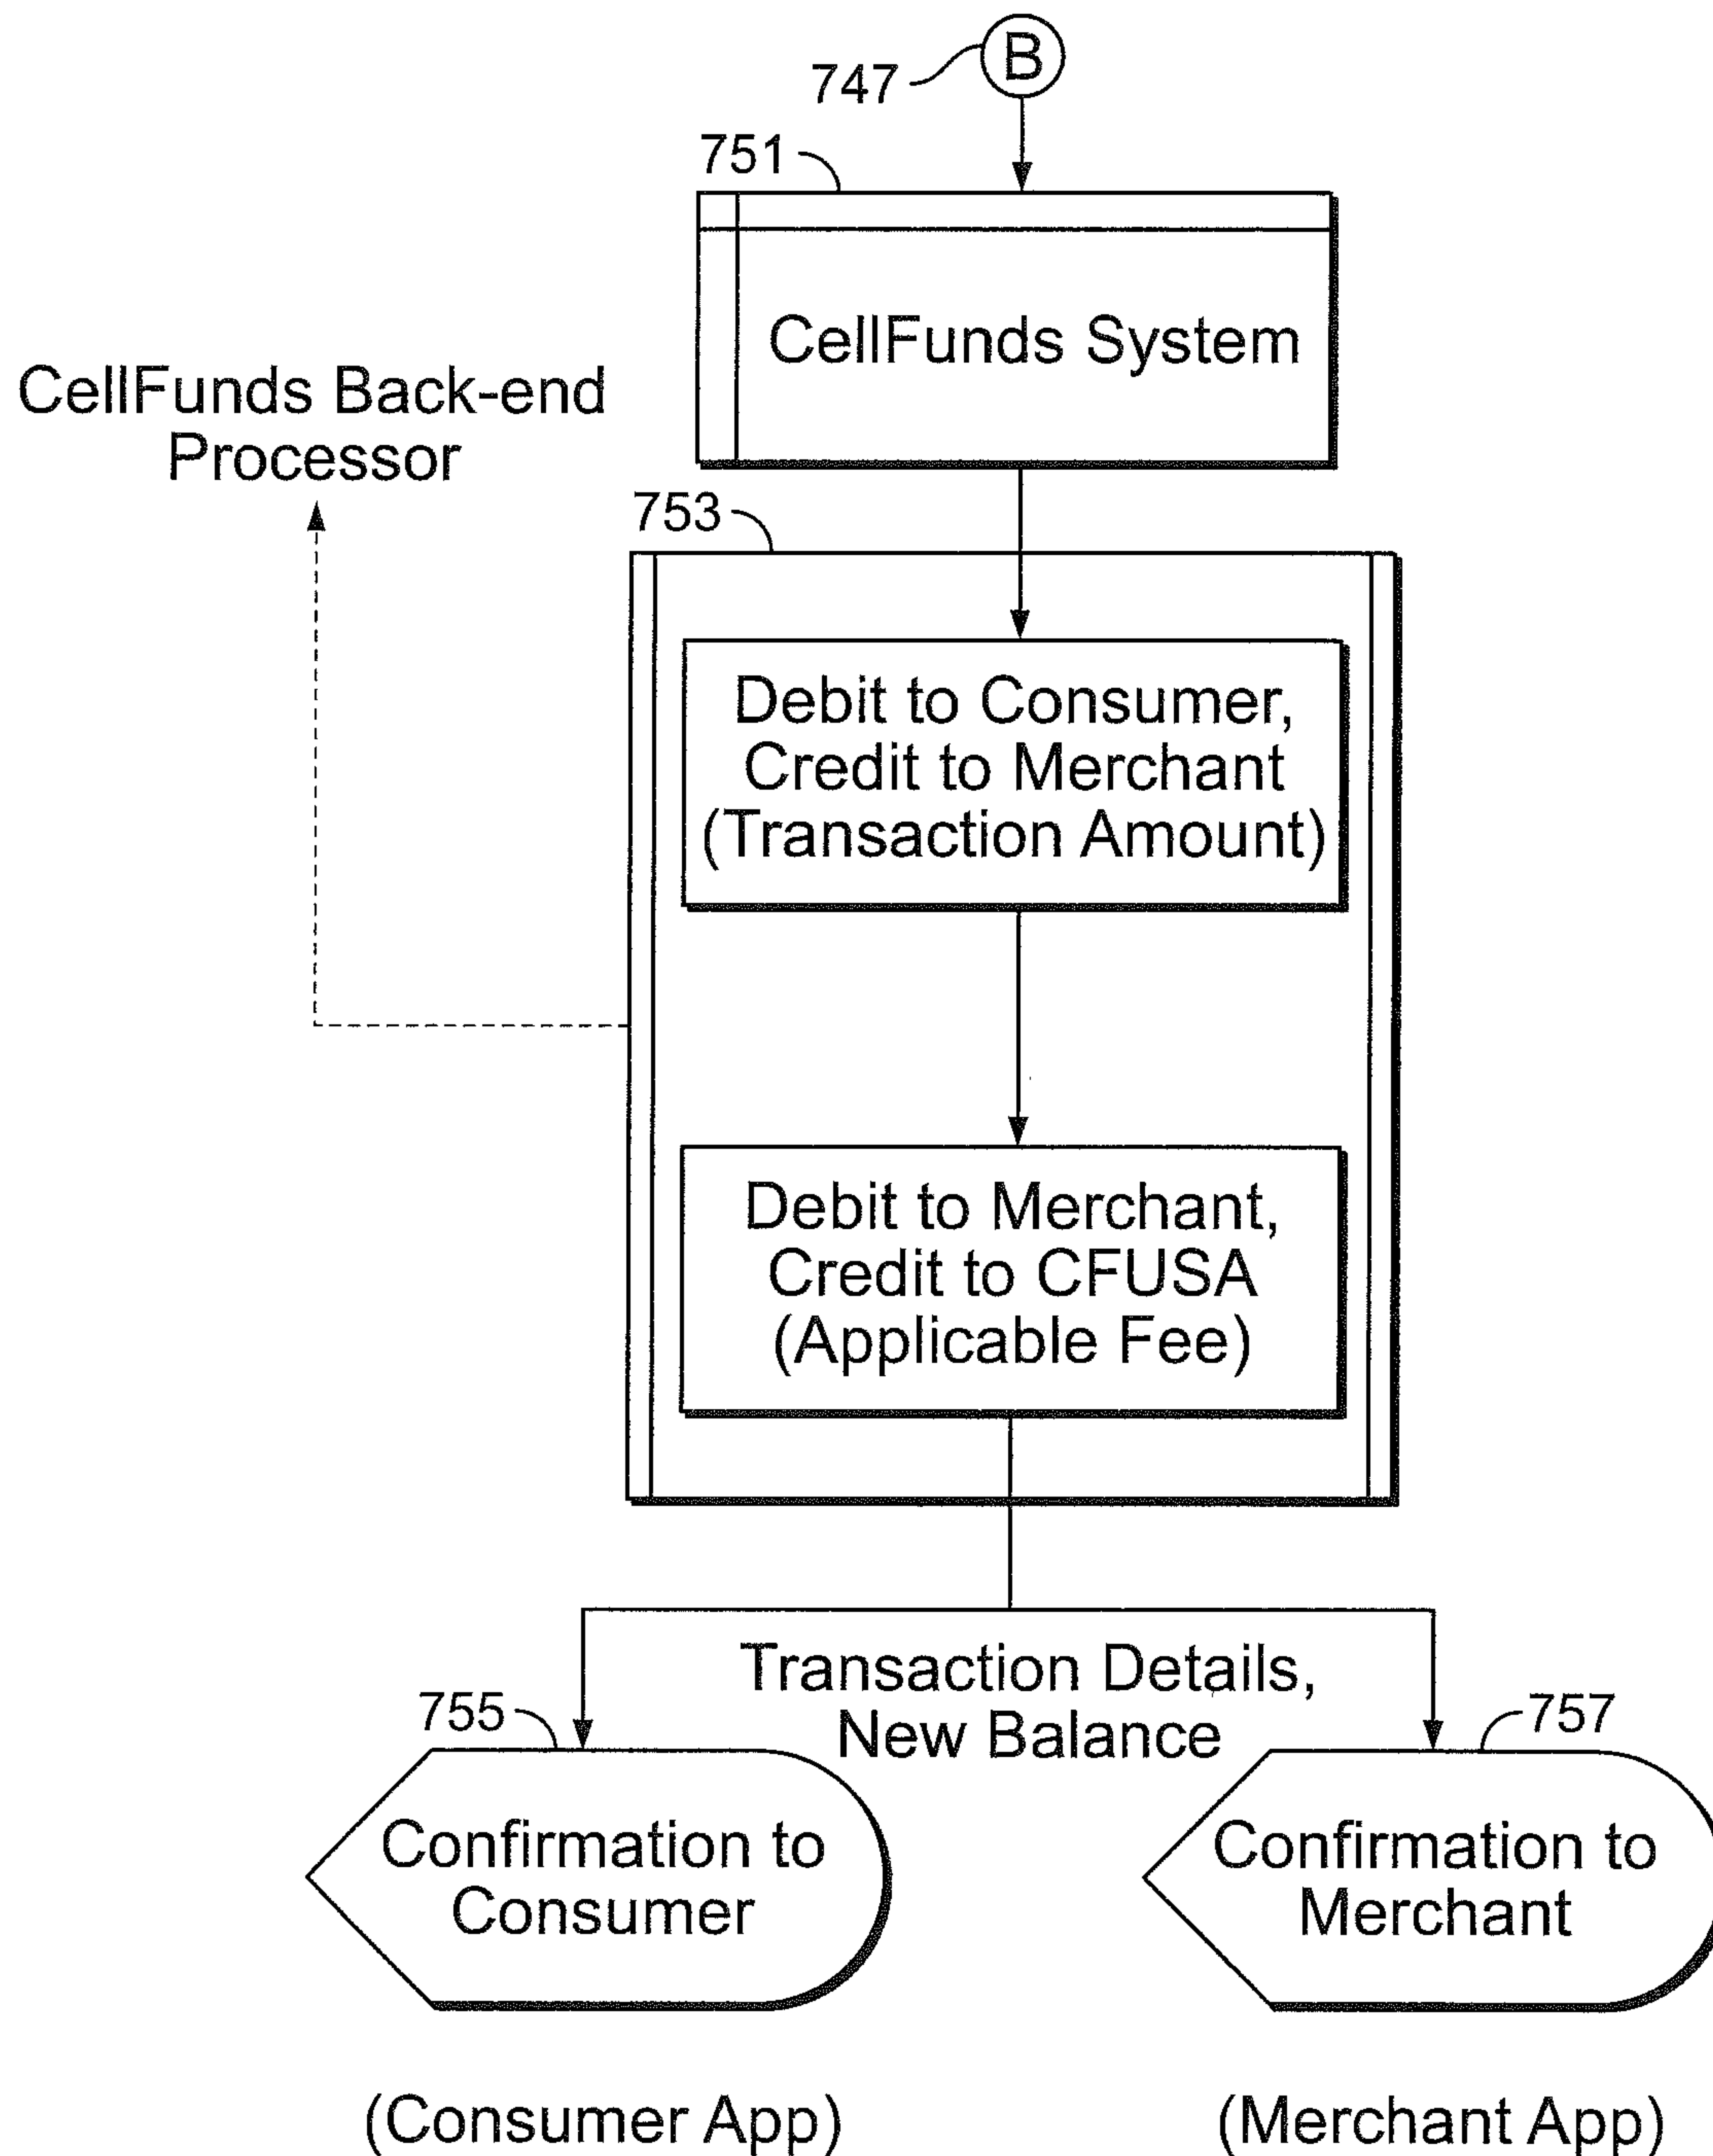 747
B
751
CellFunds System
CellFunds Back-end
Processor
753
Debit to Consumer,
Credit to Merchant
(Transaction Amount)
Debit to Merchant,
Credit to CFUSA
(Applicable Fee)
Transaction Details,
New Balance
755
757
Confirmation to
Consumer
Confirmation to
Merchant
(Consumer App)
(Merchant App)